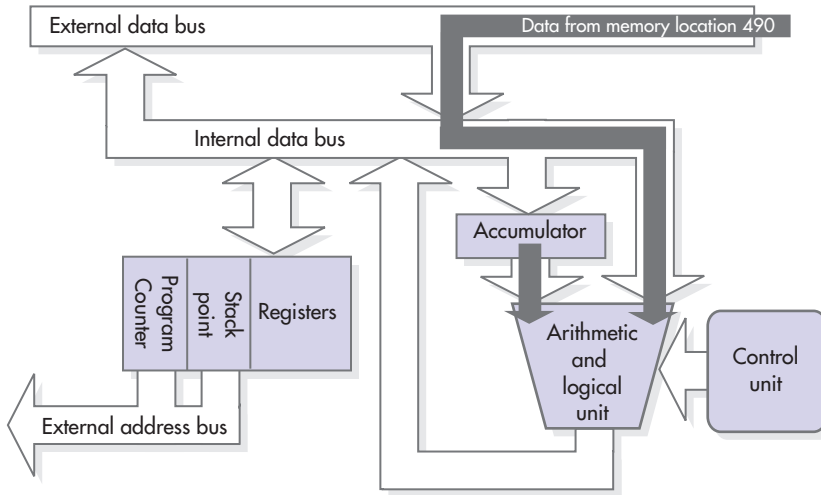 External data bus
Data from memory location 490
Internal data bus
Accumulator
Program
Counter
Stack
point
Registers
Arithmetic
and
logical
unit
Control
unit
External address bus